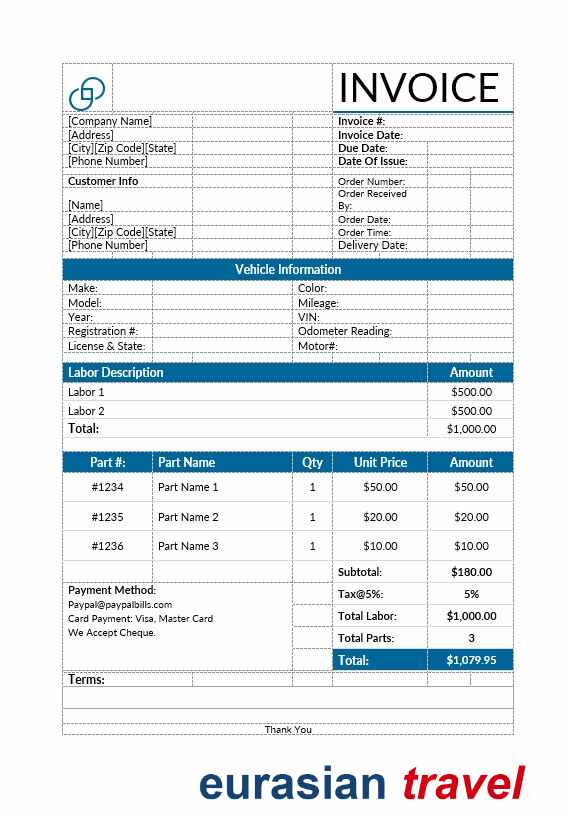 INVOICE
[Company Name] Invoice #:
[Address] Invoice Date:
[City][Zip Code][State] Due Date:
[Phone Number] Date Of Issue:
Customer Info Order Number:
Order Received
[Name] By:
[Address] Order Date:
[City][Zip Code][State] Order Time:
[Phone Number] Delivery Date:
Vehicle Information
Make: Color:
Model: Mileage:
Year: VIN:
Registration #: Odometer Reading:
License & State: Motor#:
Labor Description Amount
Labor 1 $500.00
Labor 2 $500.00
Total: $1,000.00
Part #: Part Name Qty Unit Price Amount
#1234 Part Name 1 1 $50.00 $50.00
#1235 Part Name 2 1 $20.00 $20.00
#1236 Part Name 3 1 $10.00 $10.00
Subtotal: $180.00
Payment Method: Tax@5%: 5%
Paypal@paypalbills.com
Card Payment: Visa, Master Card Total Labor: $1,000.00
We Accept Cheque. Total Parts: 3
Total: $1,079.95
Terms:
Thank You
eurasian travel